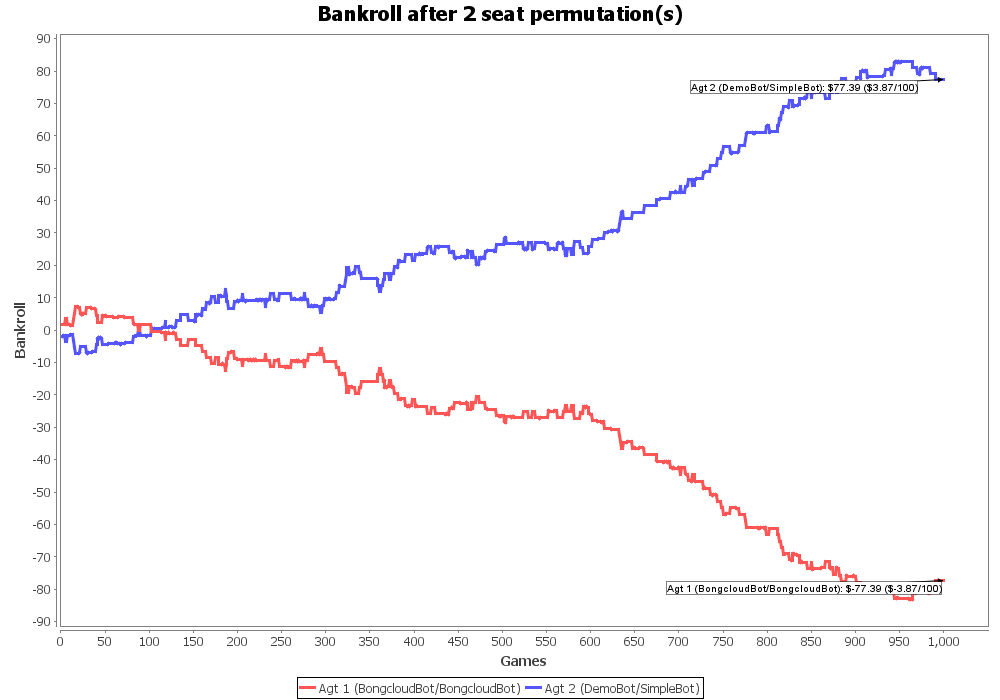 Bankroll after 2 seat permutation(s)
90
80
Agt 2 (DemoBot/SimpleBot): $77.39 ($3.87/100)
70
60
50
40
30
20
10
0
-10
-20
-30
-40
-50
-60
-70
-80
Agt 1 (BongcloudBot/BongcloudBot): $-77.39 ($-3.87/100)
-90
Bankroll
0 50 100 150 200 250 300 350 400 450 500 550 600 650 700 750 800 850 900 950 1,000
Games
Agt 1 (BongcloudBot/BongcloudBot) Agt 2 (DemoBot/SimpleBot)